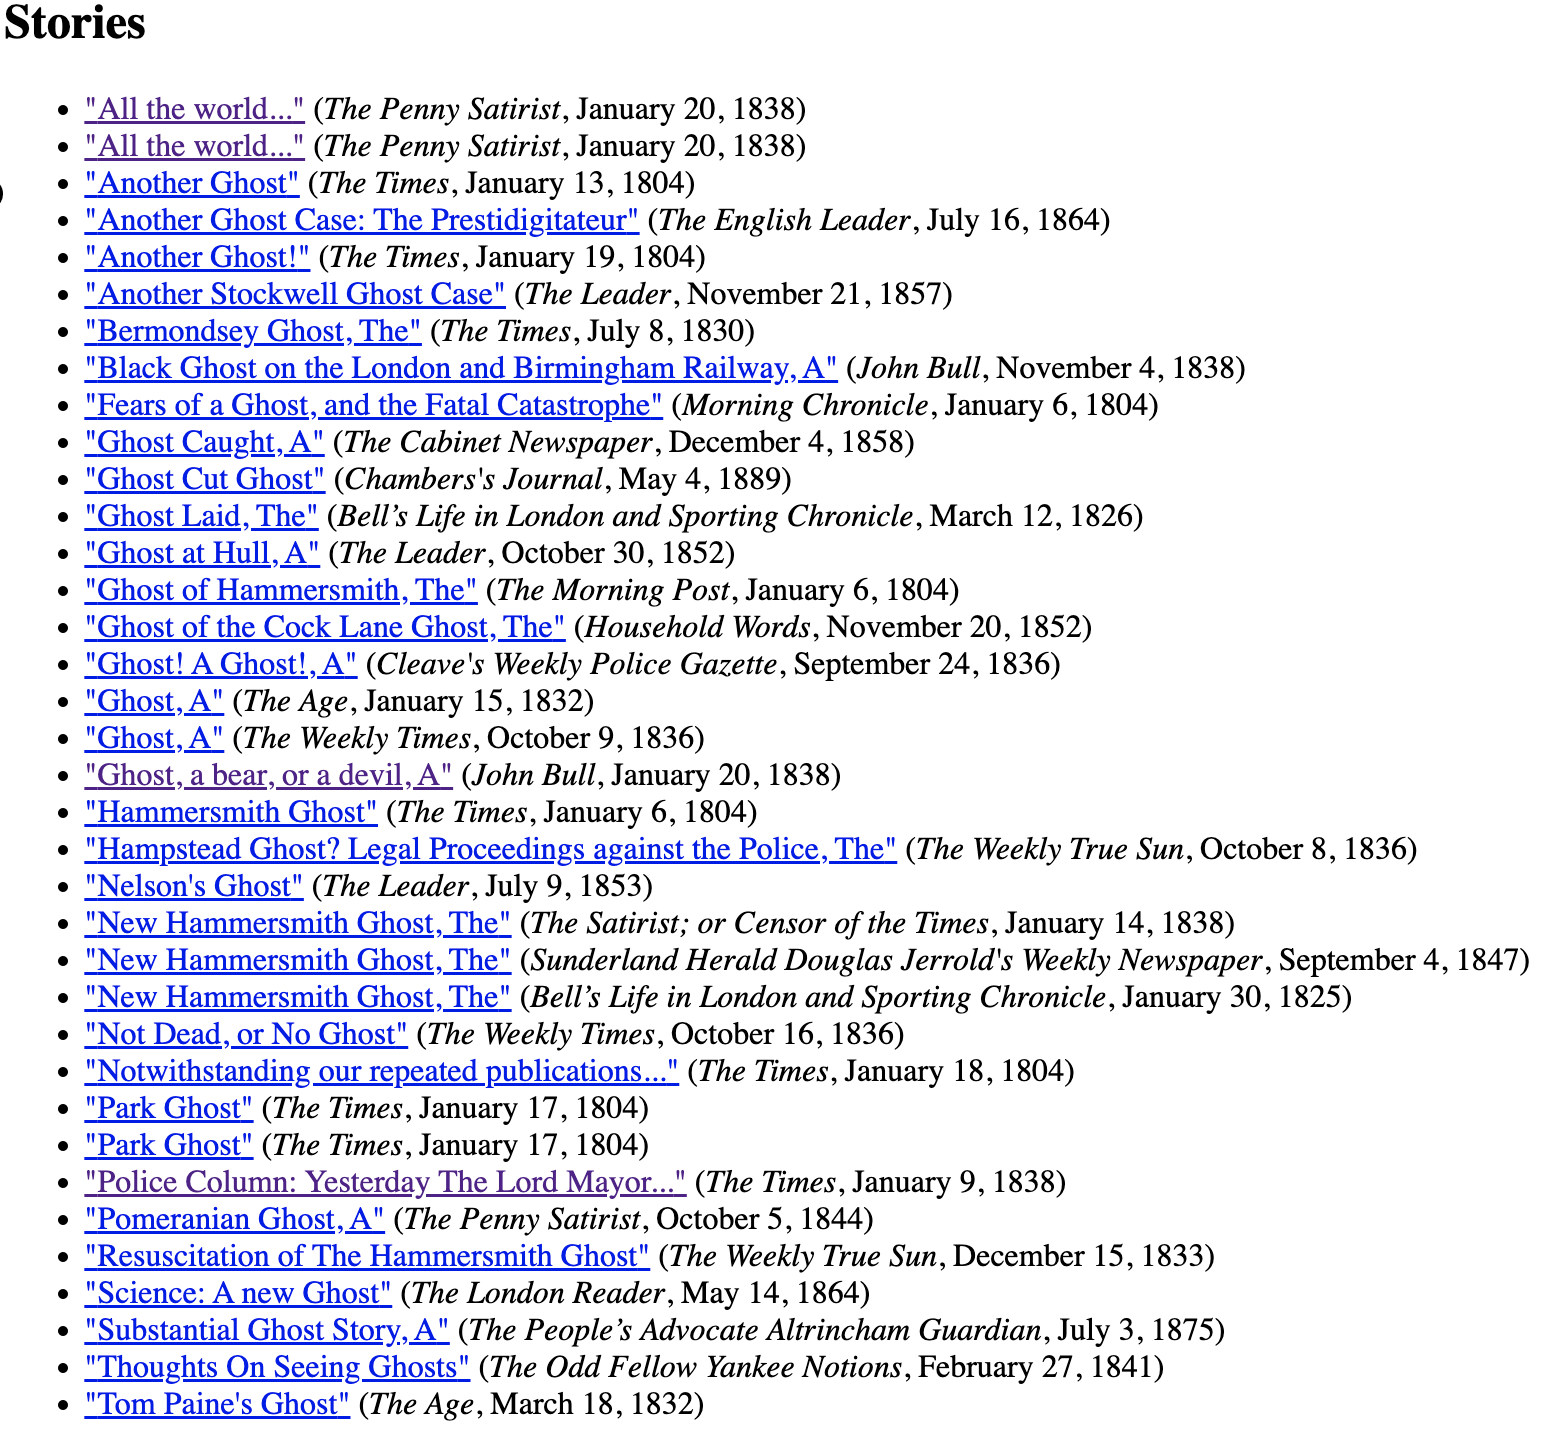 Stories
"All the world..." (The Penny Satirist, January 20, 1838)
"All the world..." (The Penny Satirist, January 20, 1838)
"Another Ghost" (The Times, January 13, 1804)
"Another Ghost Case: The Prestidigitateur" (The English Leader, July 16, 1864)
"Another Ghost!" (The Times, January 19, 1804)
"Another Stockwell Ghost Case" (The Leader, November 21, 1857)
"Bermondsey Ghost, The" (The Times, July 8, 1830)
"Black Ghost on the London and Birmingham Railway, A" (John Bull, November 4, 1838)
"Fears of a Ghost, and the Fatal Catastrophe" (Morning Chronicle, January 6, 1804)
"Ghost Caught, A" (The Cabinet Newspaper, December 4, 1858)
"Ghost Cut Ghost" (Chambers's Journal, May 4, 1889)
"Ghost Laid, The" (Bell’s Life in London and Sporting Chronicle, March 12, 1826)
"Ghost at Hull, A" (The Leader, October 30, 1852)
"Ghost of Hammersmith, The" (The Morning Post, January 6, 1804)
"Ghost of the Cock Lane Ghost, The" (Household Words, November 20, 1852)
"Ghost! A Ghost!, A" (Cleave's Weekly Police Gazette, September 24, 1836)
"Ghost, A" (The Age, January 15, 1832)
"Ghost, A" (The Weekly Times, October 9, 1836)
"Ghost, a bear, or a devil, A" (John Bull, January 20, 1838)
"Hammersmith Ghost" (The Times, January 6, 1804)
"Hampstead Ghost? Legal Proceedings against the Police, The" (The Weekly True Sun, October 8, 1836)
"Nelson's Ghost" (The Leader, July 9, 1853)
"New Hammersmith Ghost, The" (The Satirist; or Censor of the Times, January 14, 1838)
"New Hammersmith Ghost, The" (Sunderland Herald Douglas Jerrold's Weekly Newspaper, September 4, 1847)
"New Hammersmith Ghost, The" (Bell’s Life in London and Sporting Chronicle, January 30, 1825)
"Not Dead, or No Ghost" (The Weekly Times, October 16, 1836)
"Notwithstanding our repeated publications..." (The Times, January 18, 1804)
"Park Ghost" (The Times, January 17, 1804)
"Park Ghost" (The Times, January 17, 1804)
"Police Column: Yesterday The Lord Mayor..." (The Times, January 9, 1838)
"Pomeranian Ghost, A" (The Penny Satirist, October 5, 1844)
"Resuscitation of The Hammersmith Ghost" (The Weekly True Sun, December 15, 1833)
"Science: A new Ghost" (The London Reader, May 14, 1864)
"Substantial Ghost Story, A" (The People’s Advocate Altrincham Guardian, July 3, 1875)
"Thoughts On Seeing Ghosts" (The Odd Fellow Yankee Notions, February 27, 1841)
"Tom Paine's Ghost" (The Age, March 18, 1832)